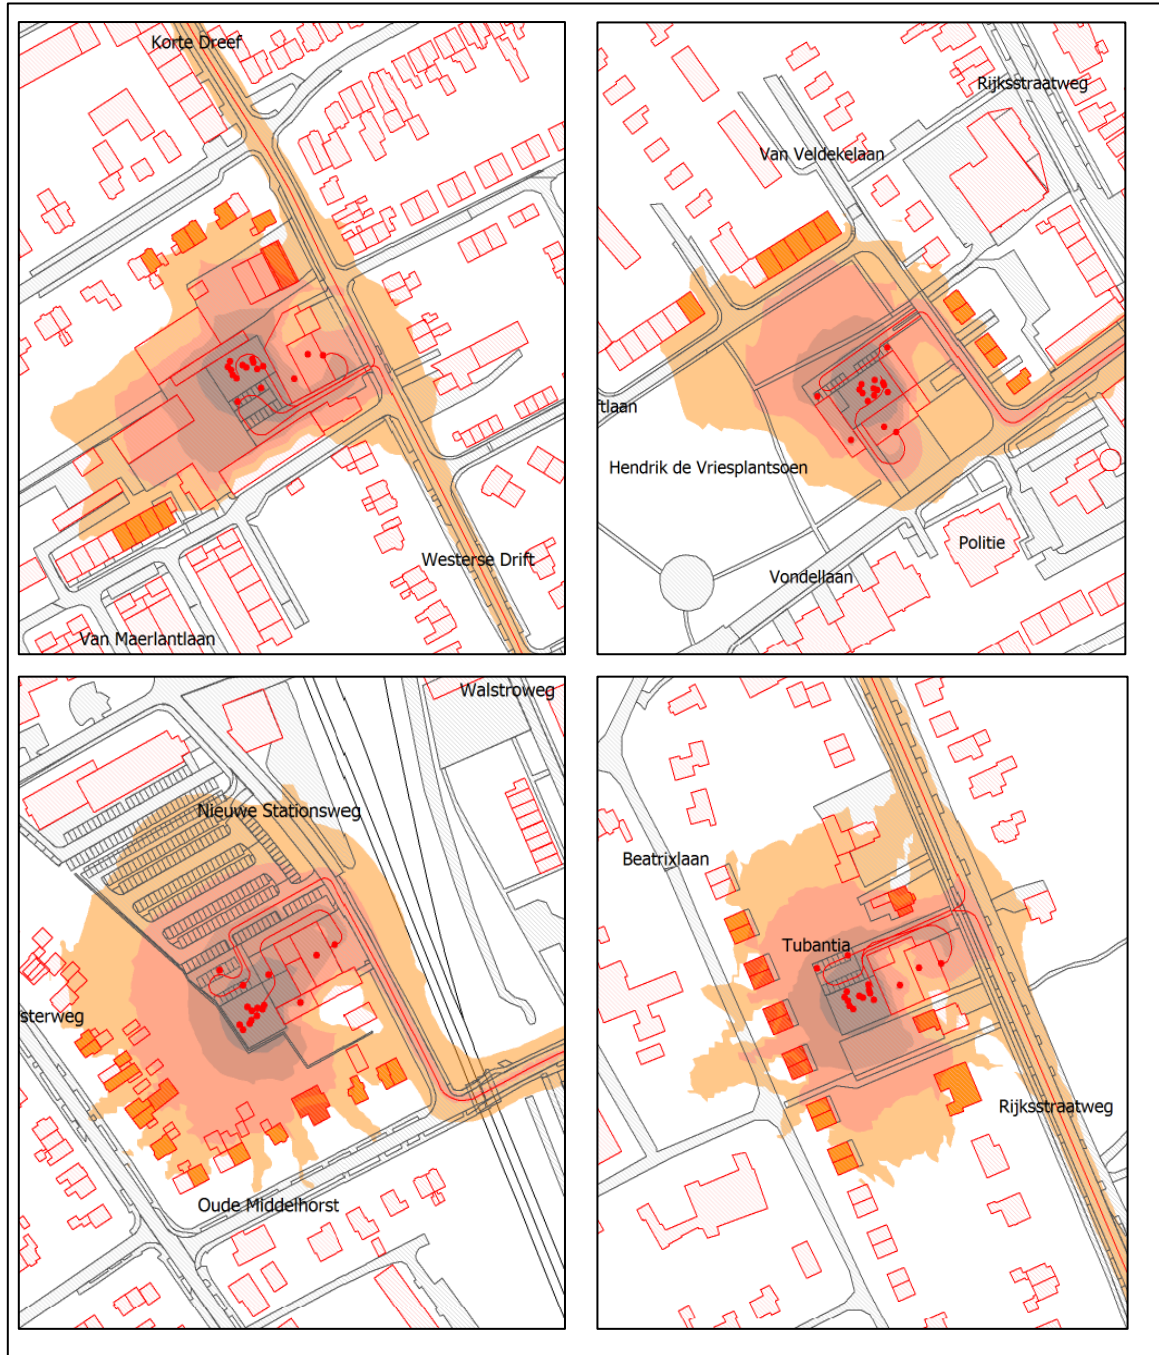 Korte Dreef
Westerse Drift
Van Maerlantlaan
Rijksstraatweg
Van Veldekelaan
ftlaan
Hendrik de Vriesplantsoen
Politie
Vondellaan
Walstroweg
Nieuwe Stationsweg
sterweg
Oude Middelhorst
Beatrixlaan
Tubantia
Rijksstraatweg